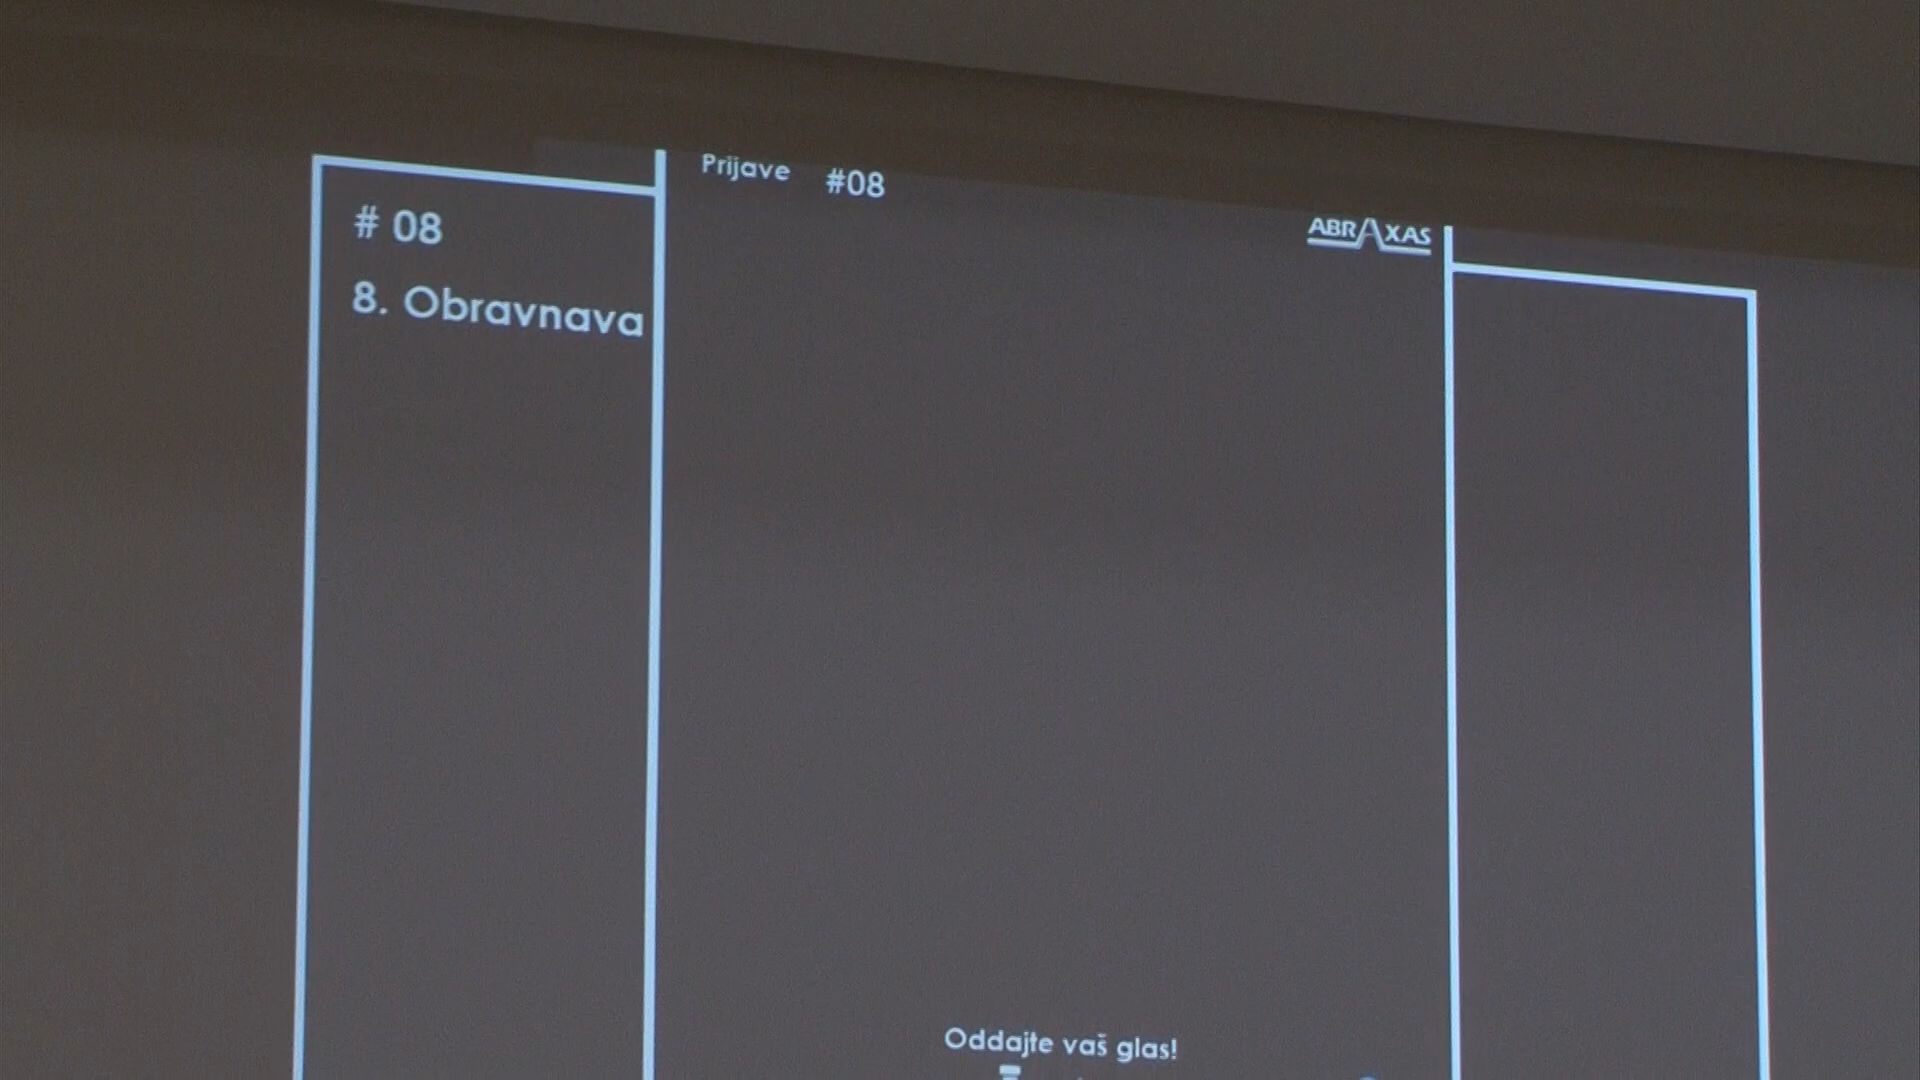 # 08
8. Obravnava
Prijave #08
ABRAXAS
Oddajte vaš glas!